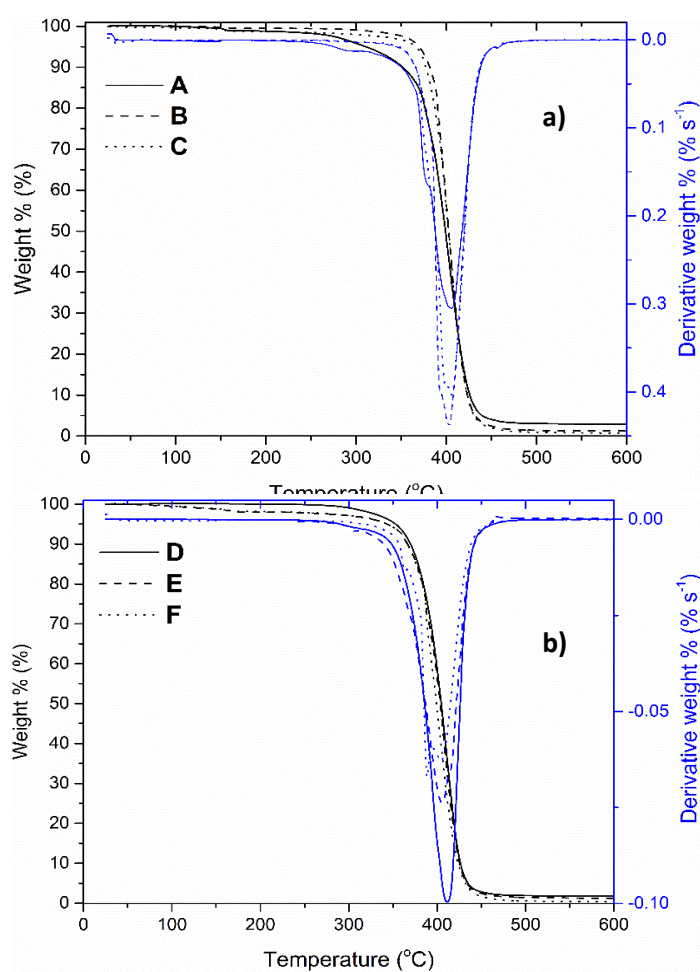 100
90
80
70
60
50
40
30
20
10
0
Weight % (%)
A
B
C
a)
0.0
0.1
0.2
0.3
0.4
Derivative weight % (% s⁻¹)
0 100 200 300 400 500 600
Temperature (°C)
100
90
80
70
60
50
40
30
20
10
0
Weight % (%)
D
E
F
b)
0.00
-0.05
-0.10
Derivative weight % (% s⁻¹)
0 100 200 300 400 500 600
Temperature (°C)